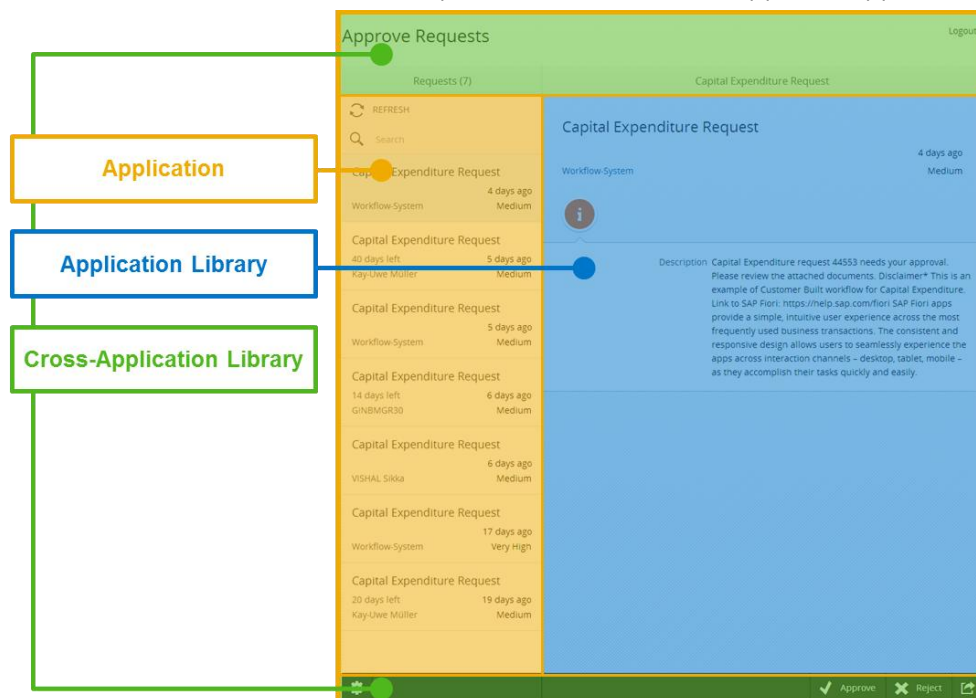 Approve Requests
Logout
Requests (7)
Capital Expenditure Request
Application
Application Library
Cross-Application Library
REFRESH
Search
Capital Expenditure Request
4 days ago
Workflow-System Medium
Capital Expenditure Request
40 days left 5 days ago
Kay-Uwe Müller Medium
Capital Expenditure Request
5 days ago
Workflow-System Medium
Capital Expenditure Request
14 days left 6 days ago
GINBMGR30 Medium
Capital Expenditure Request
6 days ago
VISHAL Sikka Medium
Capital Expenditure Request
17 days ago
Workflow-System Very High
Capital Expenditure Request
20 days left 19 days ago
Kay-Uwe Müller Medium
Capital Expenditure Request
4 days ago
Workflow-System Medium
Description Capital Expenditure request 44553 needs your approval.
Please review the attached documents. Disclaimer* This is an
example of Customer Built workflow for Capital Expenditure.
Link to SAP Fiori: https://help.sap.com/fiori SAP Fiori apps
provide a simple, intuitive user experience across the most
frequently used business transactions. The consistent and
responsive design allows users to seamlessly experience the
apps across interaction channels – desktop, tablet, mobile –
as they accomplish their tasks quickly and easily.
Approve Reject